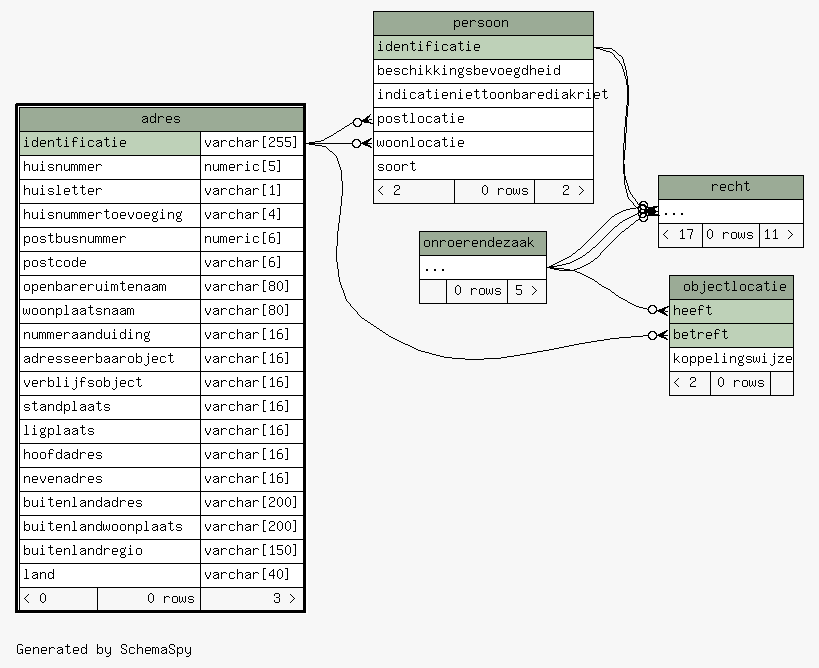 persoon
identificatie
beschikkingsbevoegdheid
indicatieniettoonbarediakriet
postlocatie
woonlocatie
soort
< 2 0 rows 2 >
adres
identificatie varchar[255]
huisnummer numeric[5]
huisletter varchar[1]
huisnummertoevoeging varchar[4]
postbusnummer numeric[6]
postcode varchar[6]
openbareruimtenaam varchar[80]
woonplaatsnaam varchar[80]
nummeraanduiding varchar[16]
adresseerbaarobject varchar[16]
verblijfsobject varchar[16]
standplaats varchar[16]
ligplaats varchar[16]
hoofdadres varchar[16]
nevenadres varchar[16]
buitenlandadres varchar[200]
buitenlandwoonplaats varchar[200]
buitenlandregio varchar[150]
land varchar[40]
< 0 0 rows 3 >
recht
...
< 17 0 rows 11 >
onroerendezaak
...
0 rows 5 >
objectlocatie
heeft
betreft
koppelingswijze
< 2 0 rows
Generated by SchemaSpy